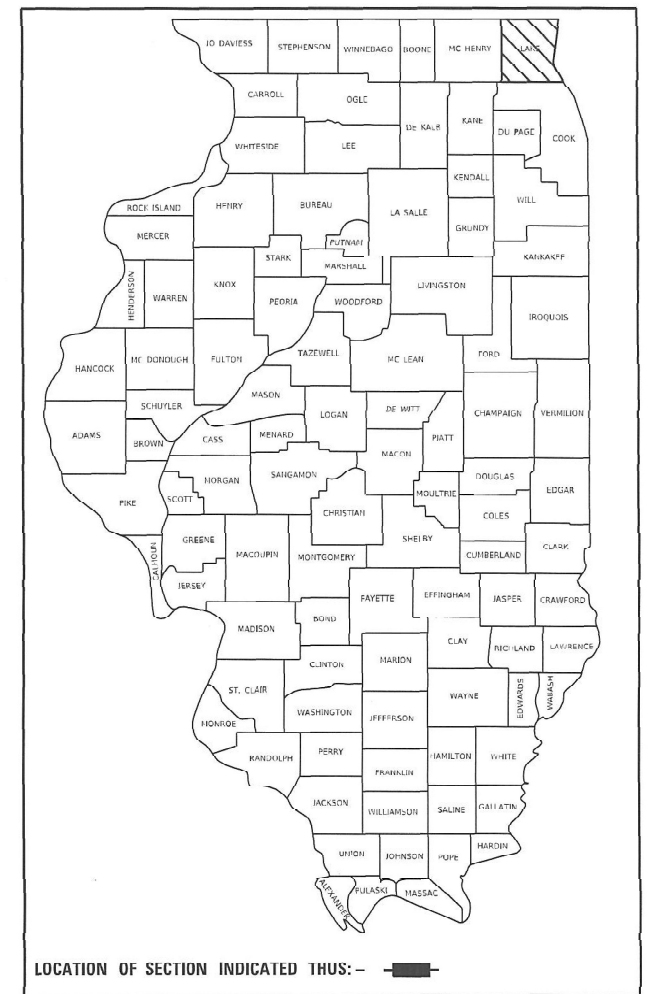 JO DAVIESS STEPHENSON WINNEBAGO BOONE MC HENRY LAKE
CARROLL OGLE
DE KALB KANE DU PAGE COOK
WHITESIDE LEE
KENDALL
ROCK ISLAND HENRY BUREAU LA SALLE WILL
MERCER PUTNAM GRUNDY
STARK MARSHALL KANKAKEE
HENDERSON WARREN KNOX PEORIA WOODFORD LIVINGSTON
IROQUOIS
HANCOCK MC DONOUGH FULTON TAZEWELL MC LEAN FORD
SCHUYLER MASON
LOGAN DE WITT CHAMPAIGN VERMILION
ADAMS BROWN CASS MENARD PIATT
MACON
MORGAN SANGAMON DOUGLAS
PIKE SCOTT CHRISTIAN MOULTRIE EDGAR
COLES
GREENE MACOUPIN MONTGOMERY SHELBY
CALHOUN CUMBERLAND CLARK
JERSEY FAYETTE EFFINGHAM JASPER CRAWFORD
MADISON BOND
CLAY RICHLAND LAWRENCE
CLINTON MARION
ST. CLAIR WAYNE EDWARDS WABASH
WASHINGTON JEFFERSON
MONROE
RANDOLPH PERRY HAMILTON WHITE
FRANKLIN
JACKSON WILLIAMSON SALINE GALLATIN
UNION JOHNSON POPE HARDIN
ALEXANDER PULASKI MASSAC
LOCATION OF SECTION INDICATED THUS: –